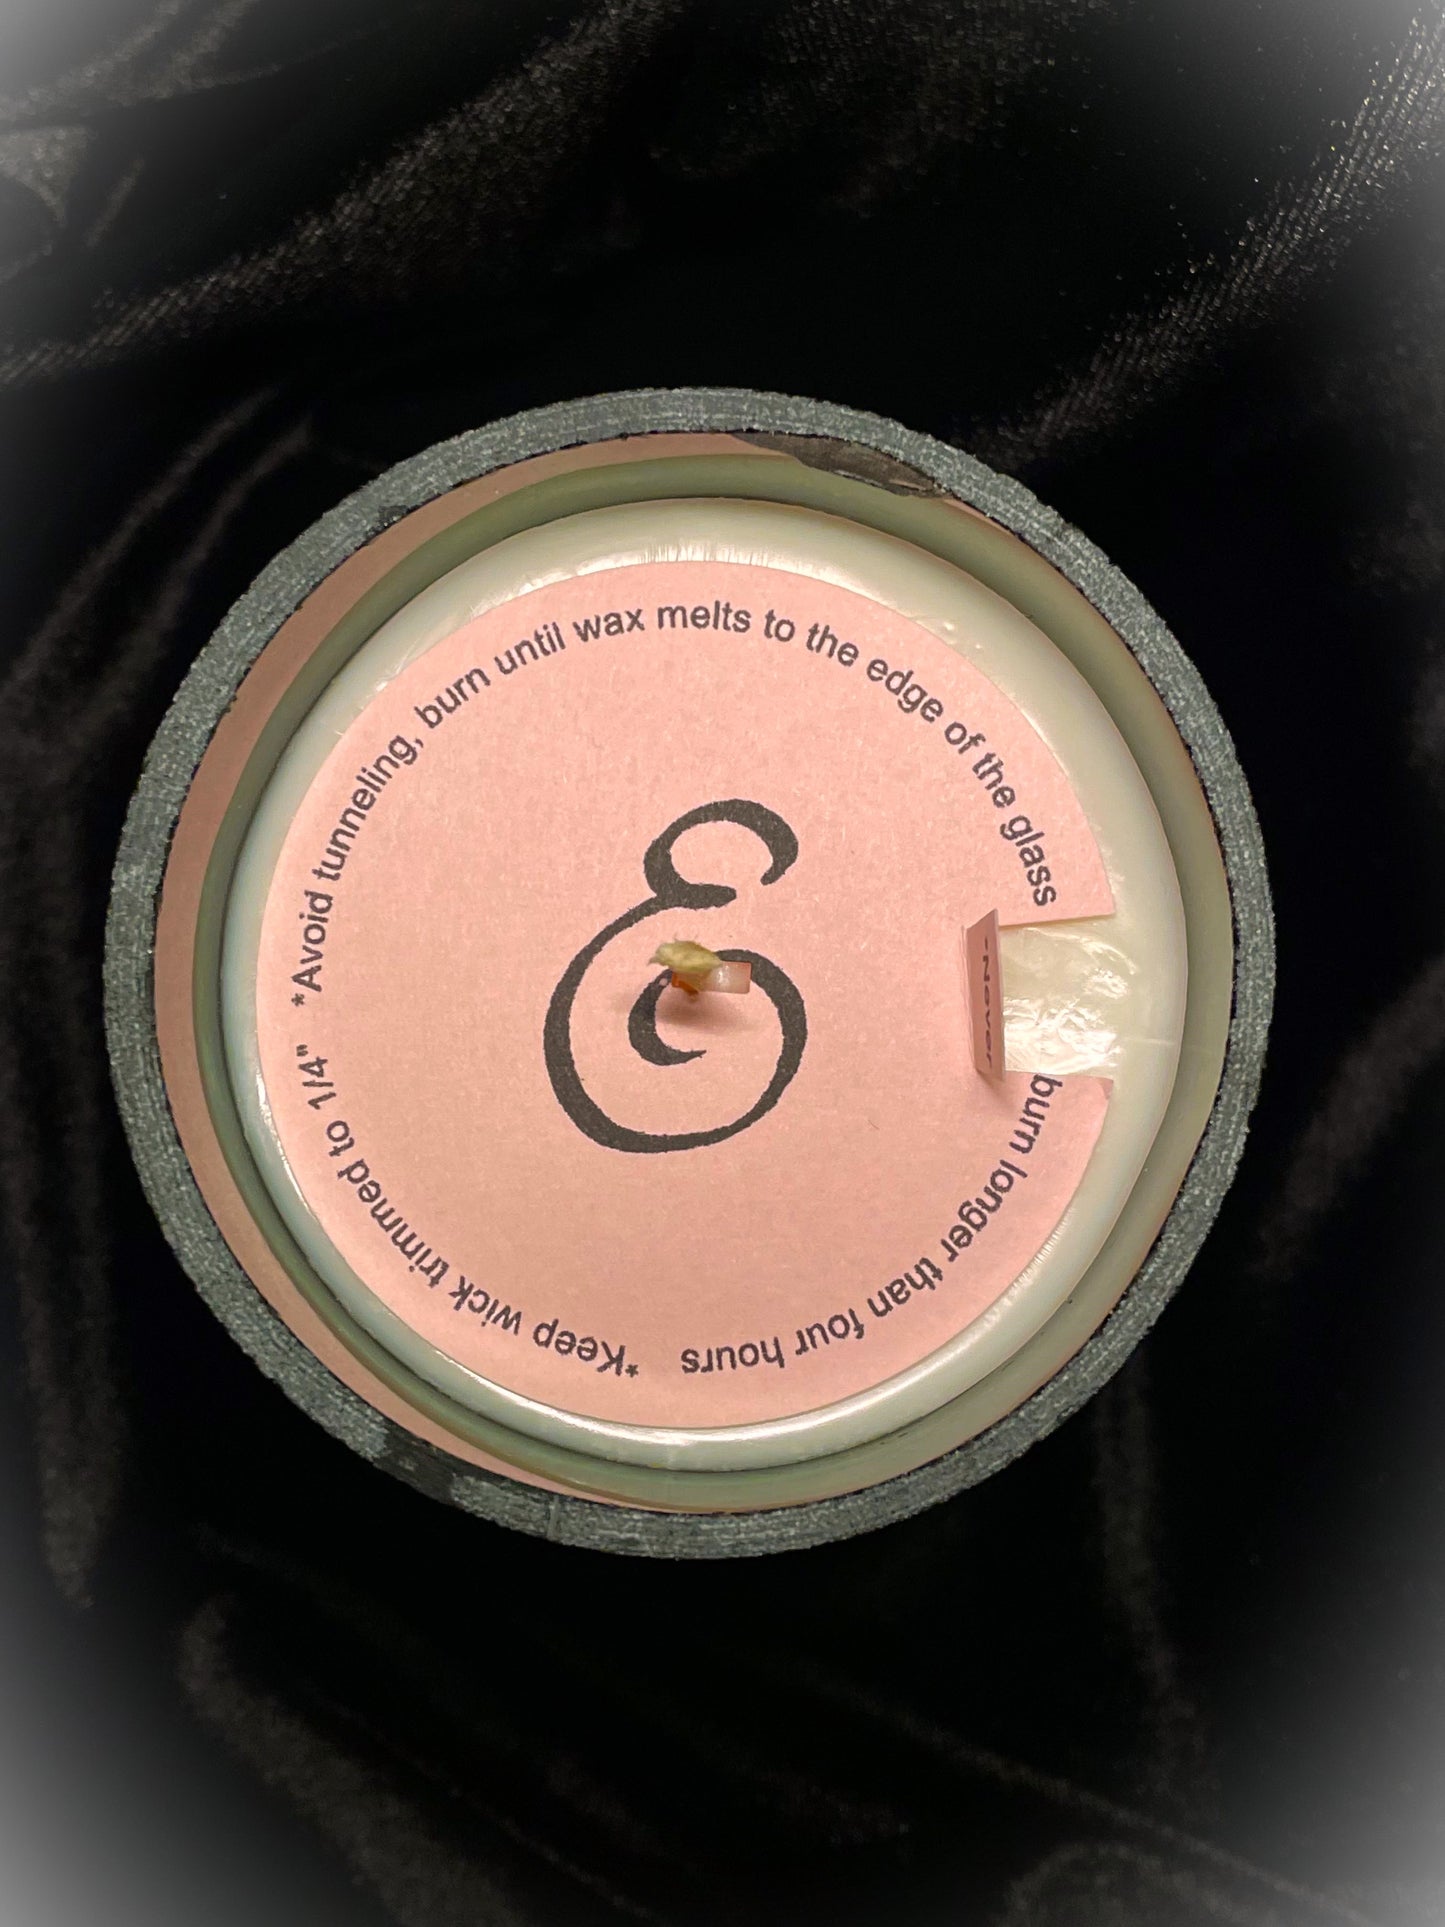 *Avoid tunneling, burn until wax melts to the edge of the glass
*Never burn longer than four hours
*Keep wick trimmed to 1/4"
&